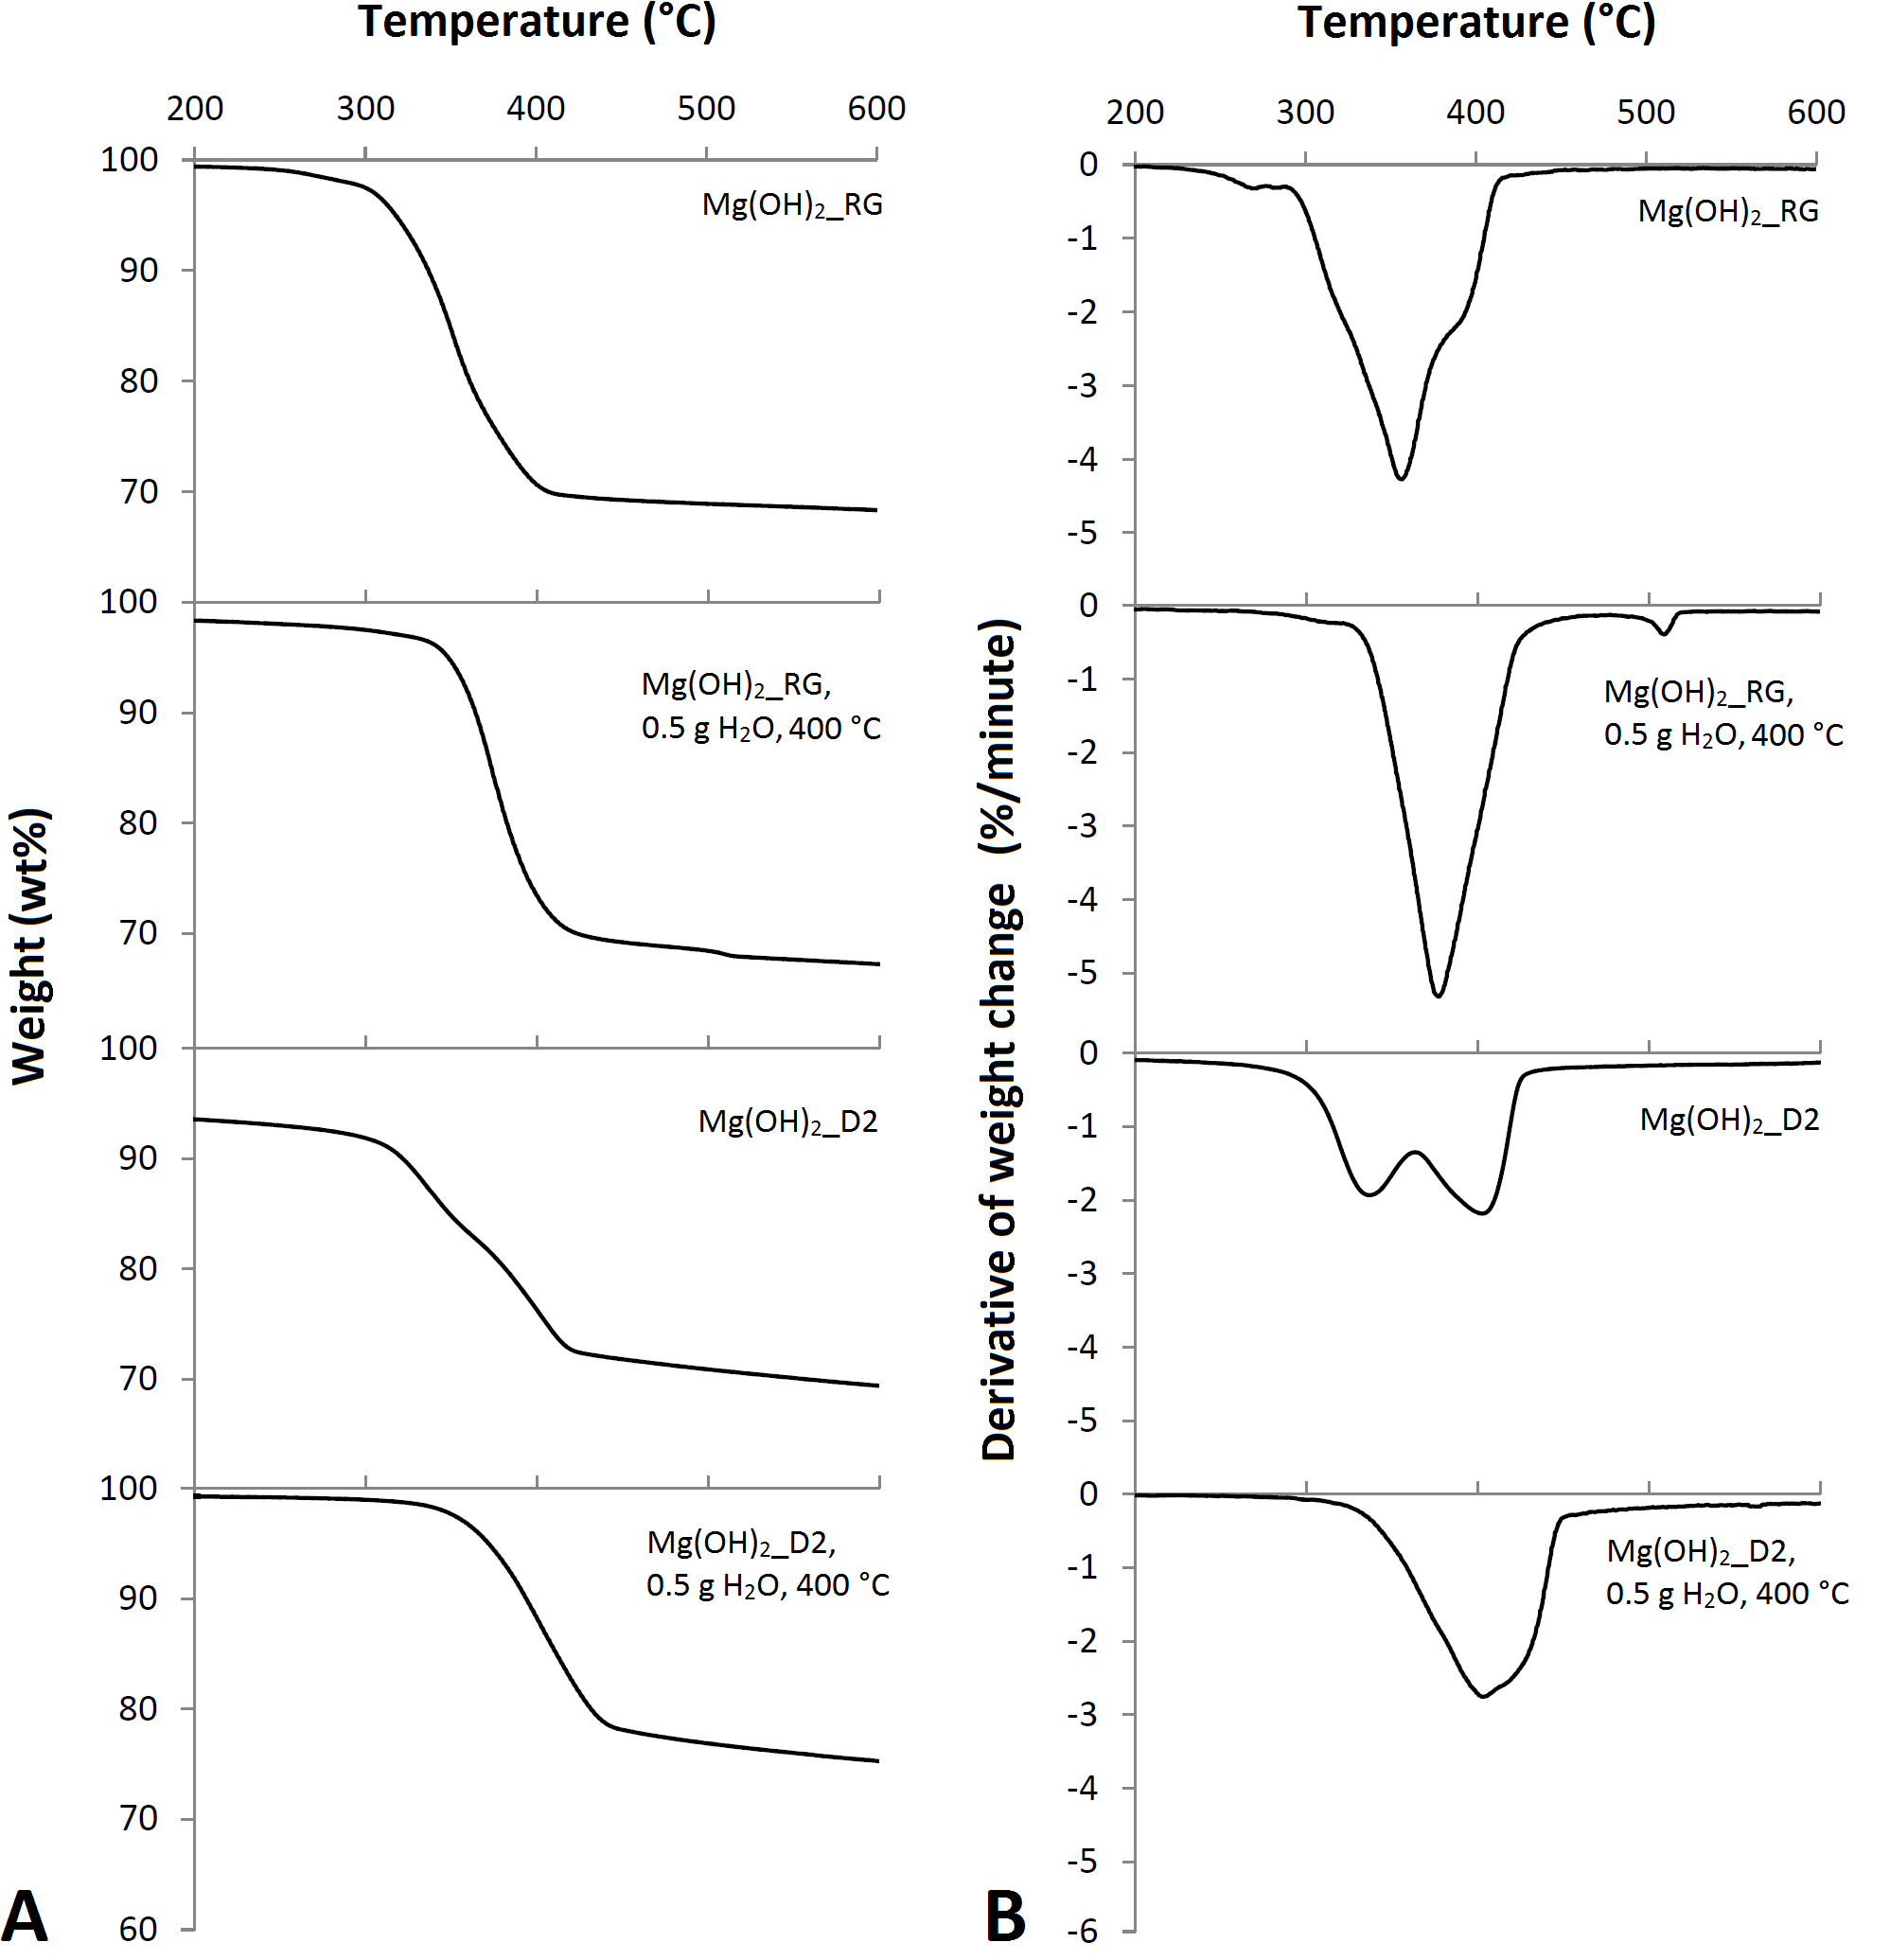 Temperature (°C)
200 300 400 500 600
100
90
80
70
Mg(OH)₂_RG
100
90
80
70
Mg(OH)₂_RG,
0.5 g H₂O, 400 °C
100
90
80
70
Mg(OH)₂_D2
100
90
80
70
60
Mg(OH)₂_D2,
0.5 g H₂O, 400 °C
Weight (wt%)
A
Temperature (°C)
200 300 400 500 600
0
-1
-2
-3
-4
-5
Mg(OH)₂_RG
0
-1
-2
-3
-4
-5
Mg(OH)₂_RG,
0.5 g H₂O, 400 °C
0
-1
-2
-3
-4
-5
Mg(OH)₂_D2
0
-1
-2
-3
-4
-5
-6
Mg(OH)₂_D2,
0.5 g H₂O, 400 °C
Derivative of weight change (%/minute)
B